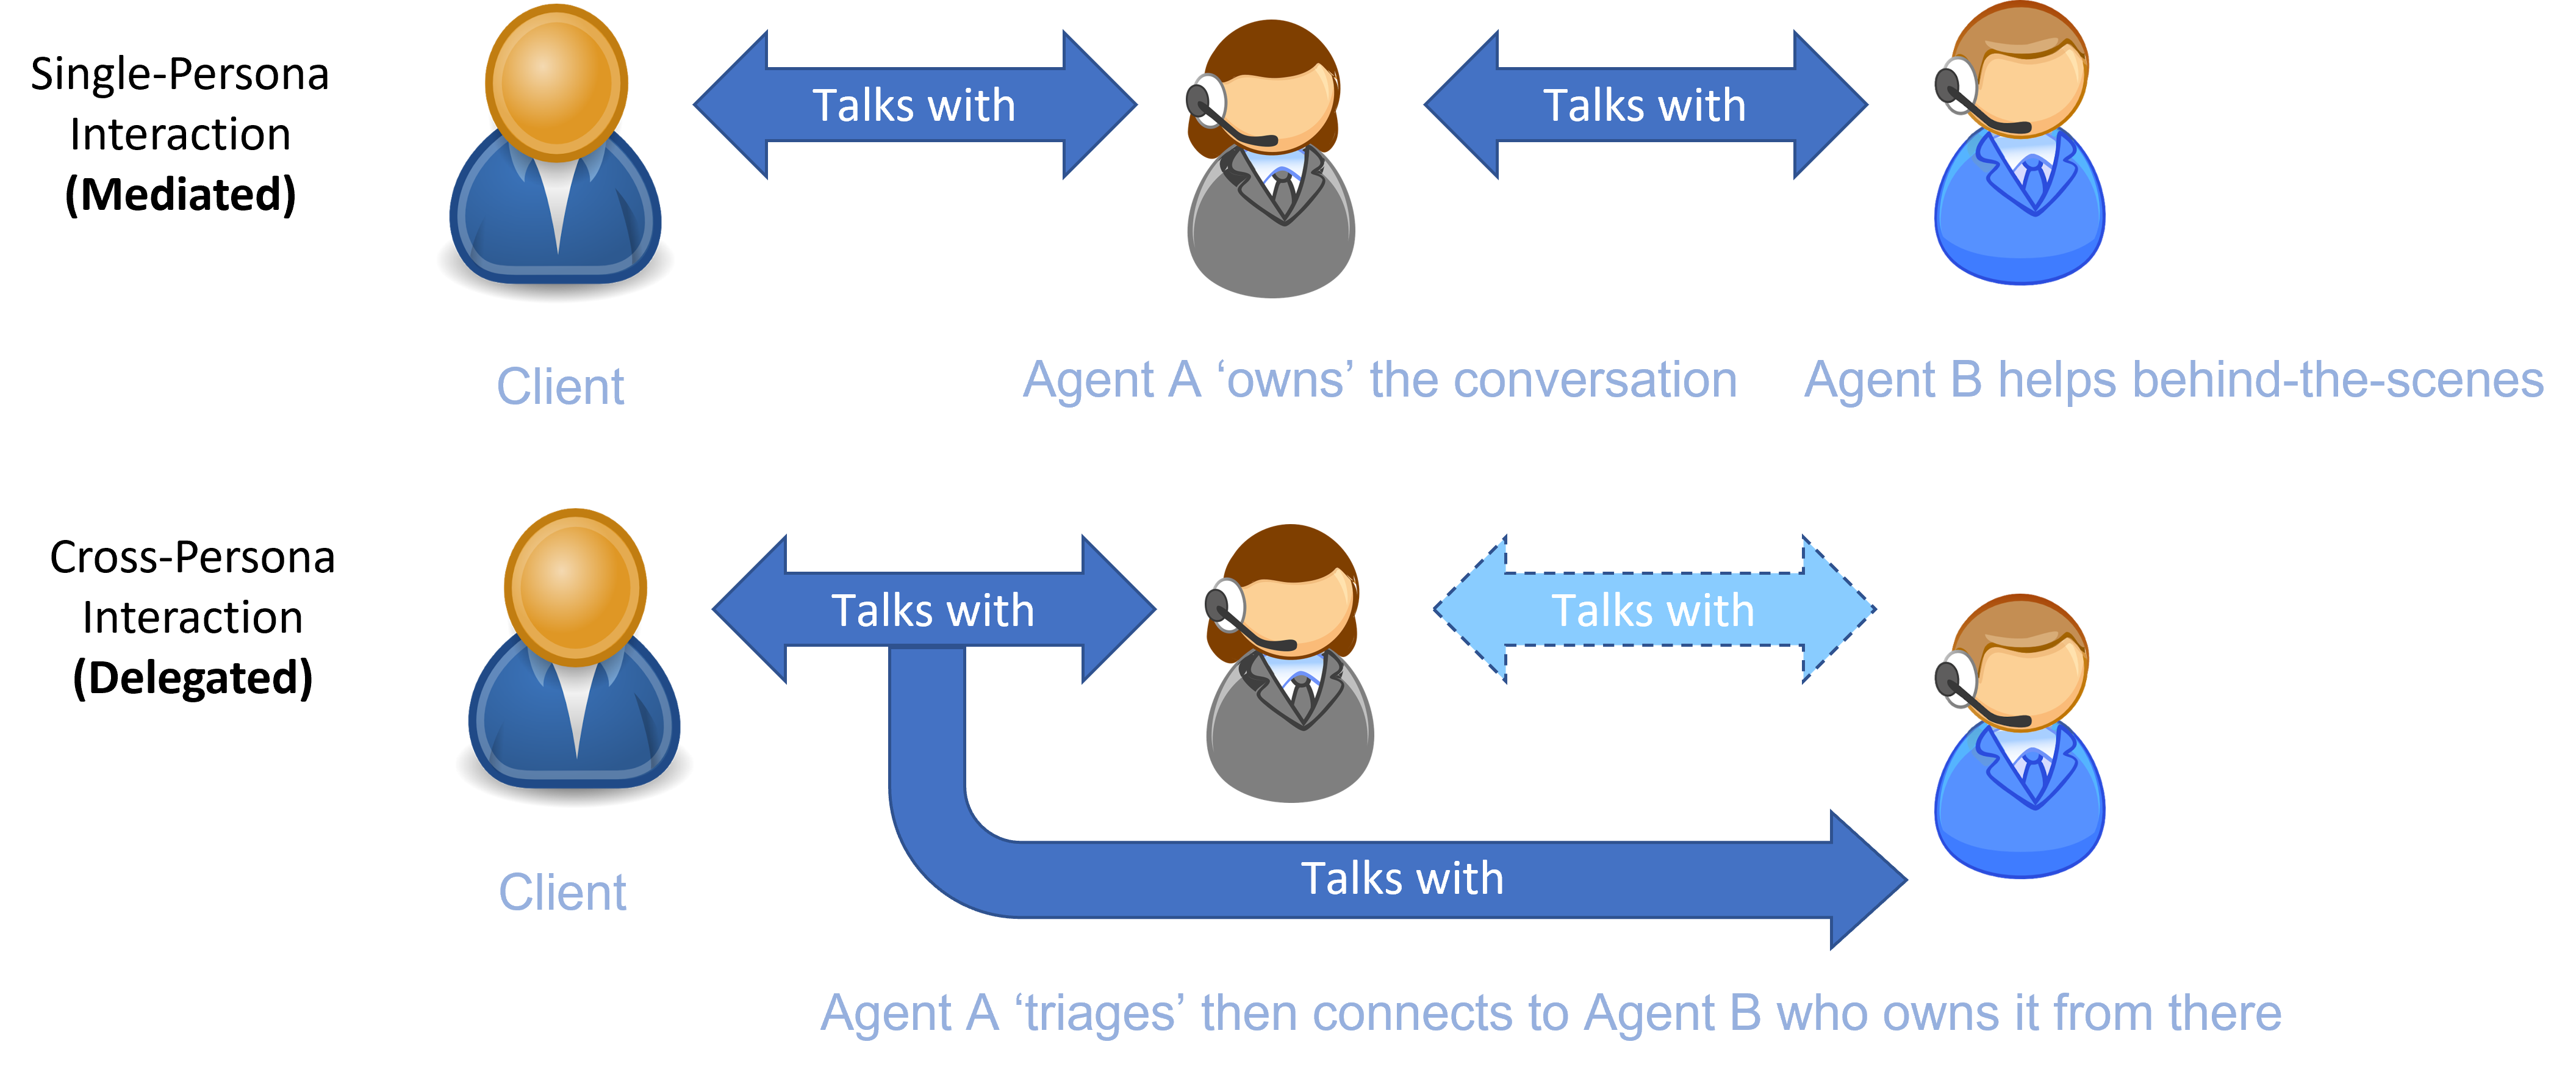 Single-Persona
Interaction
(Mediated)
Talks with
Talks with
Client
Agent A ‘owns’ the conversation
Agent B helps behind-the-scenes
Cross-Persona
Interaction
(Delegated)
Talks with
Talks with
Talks with
Client
Agent A ‘triages’ then connects to Agent B who owns it from there